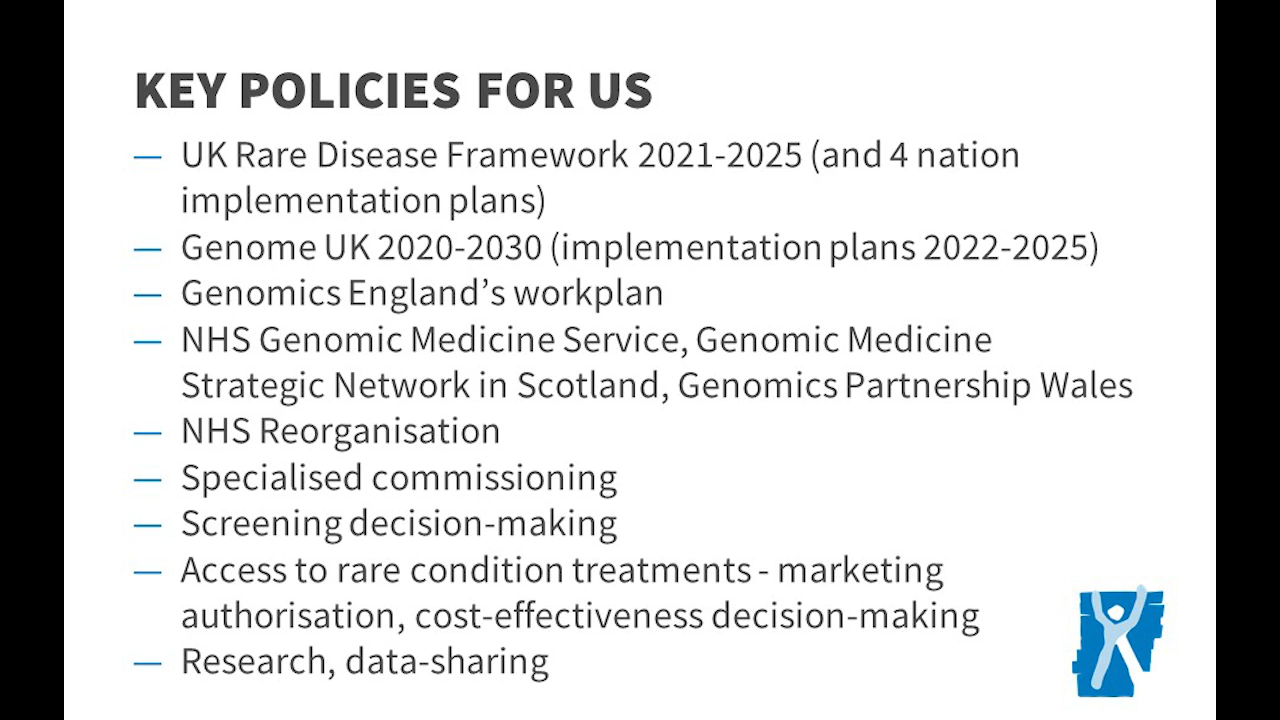 KEY POLICIES FOR US
— UK Rare Disease Framework 2021-2025 (and 4 nation
implementation plans)
— Genome UK 2020-2030 (implementation plans 2022-2025)
— Genomics England’s workplan
— NHS Genomic Medicine Service, Genomic Medicine
Strategic Network in Scotland, Genomics Partnership Wales
— NHS Reorganisation
— Specialised commissioning
— Screening decision-making
— Access to rare condition treatments - marketing
authorisation, cost-effectiveness decision-making
— Research, data-sharing